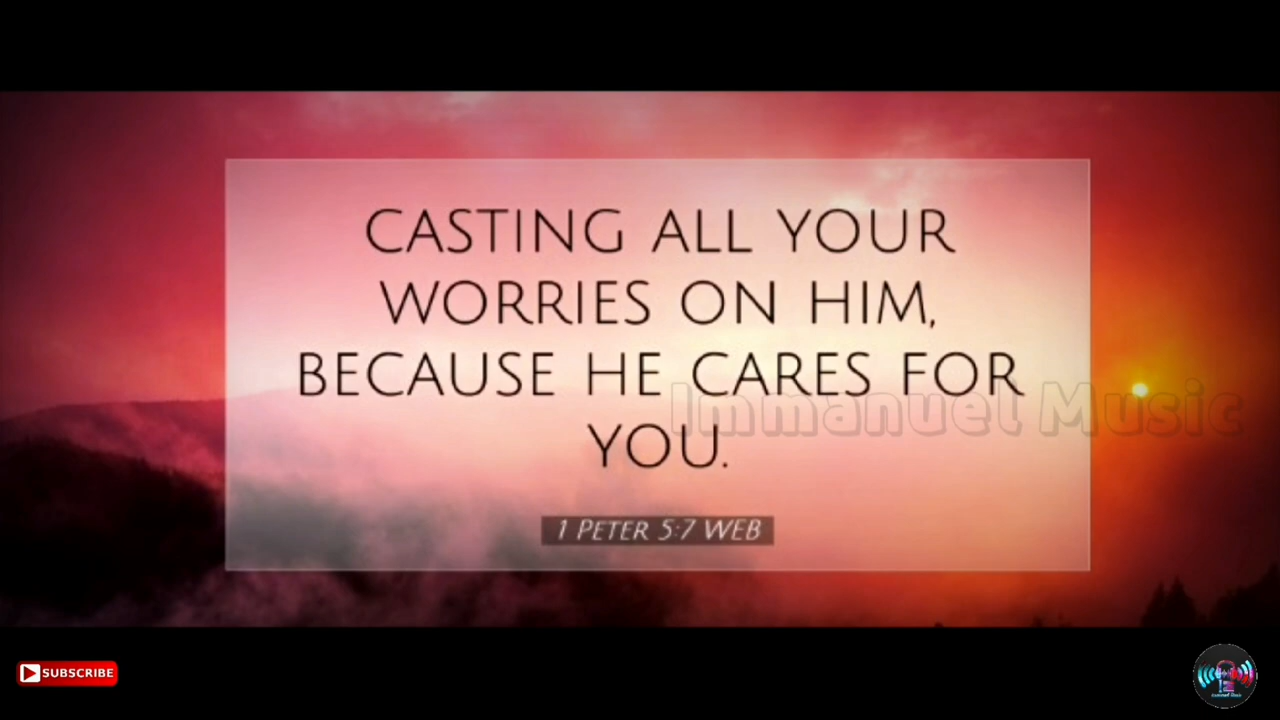 CASTING ALL YOUR
WORRIES ON HIM,
BECAUSE HE CARES FOR
YOU.
Immanuel Music
1 PETER 5:7 WEB
SUBSCRIBE